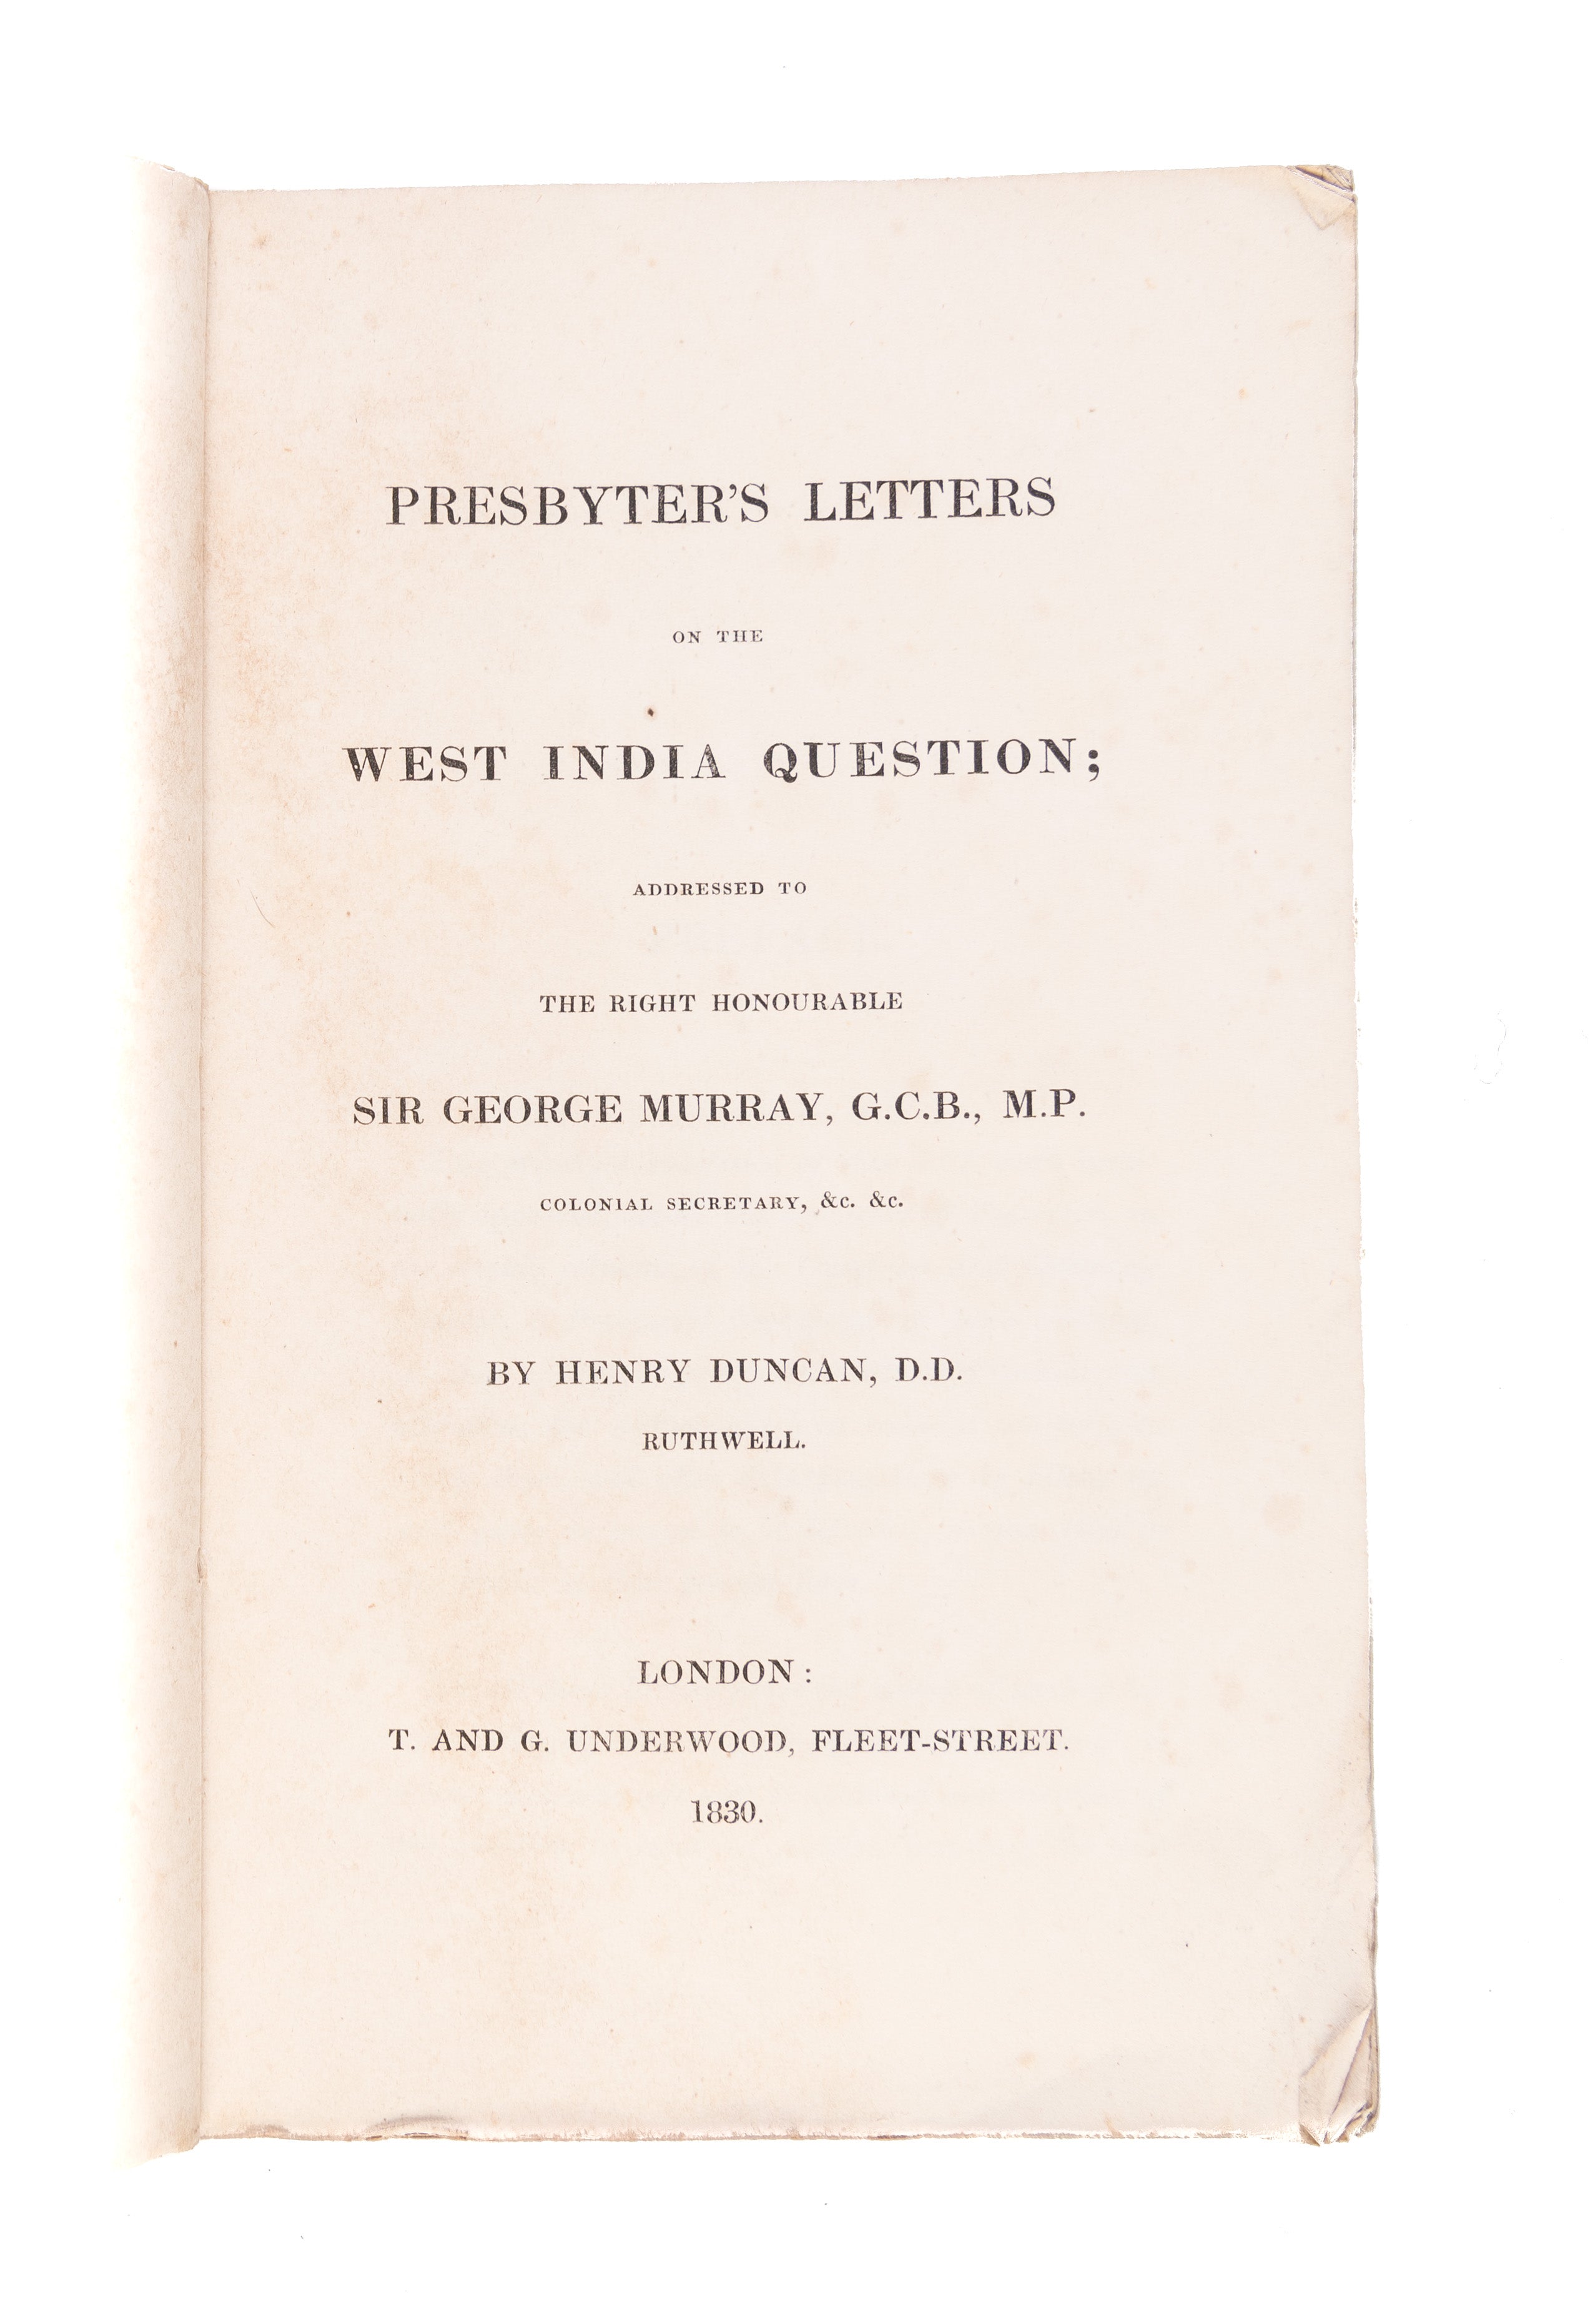 PRESBYTER'S LETTERS
ON THE
WEST INDIA QUESTION;
ADDRESSED TO
THE RIGHT HONOURABLE
SIR GEORGE MURRAY, G.C.B., M.P.
COLONIAL SECRETARY, &c. &c.
BY HENRY DUNCAN, D.D.
RUTHWELL.
LONDON:
T. AND G. UNDERWOOD, FLEET-STREET.
1830.